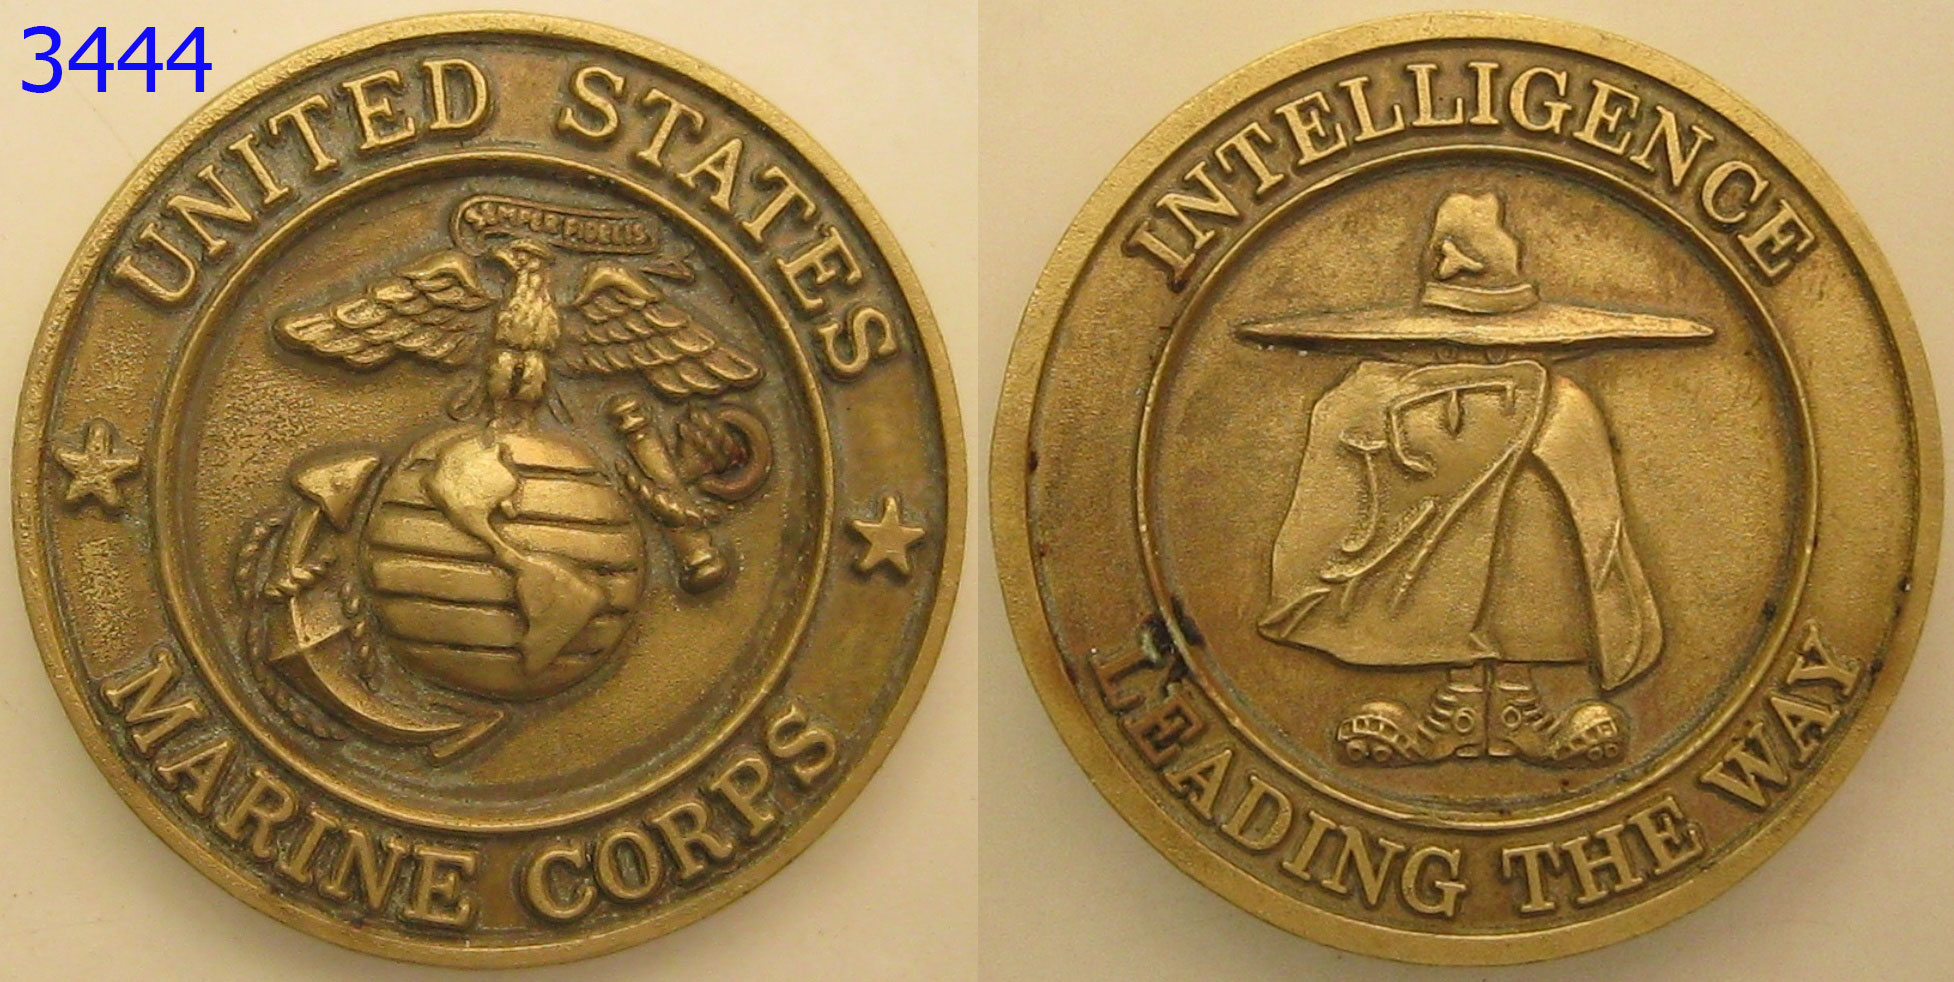 3444
UNITED STATES
SEMPER FIDELIS
MARINE CORPS
INTELLIGENCE
LEADING THE WAY